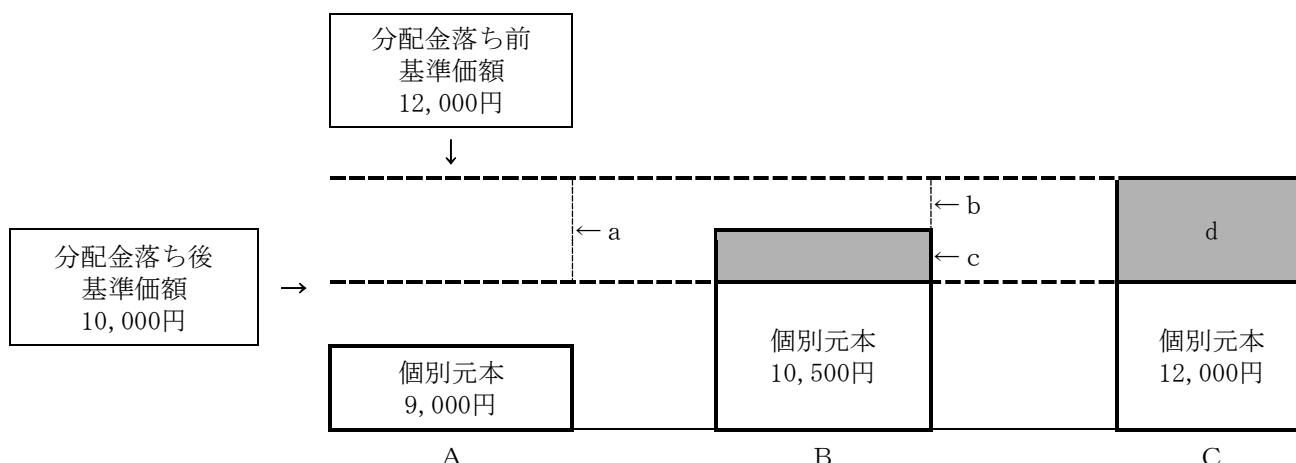 分配金落ち前
基準価額
12,000円
↓
← a
← b
← c
d
分配金落ち後
基準価額
10,000円
→
個別元本
9,000円
個別元本
10,500円
個別元本
12,000円
A
B
C